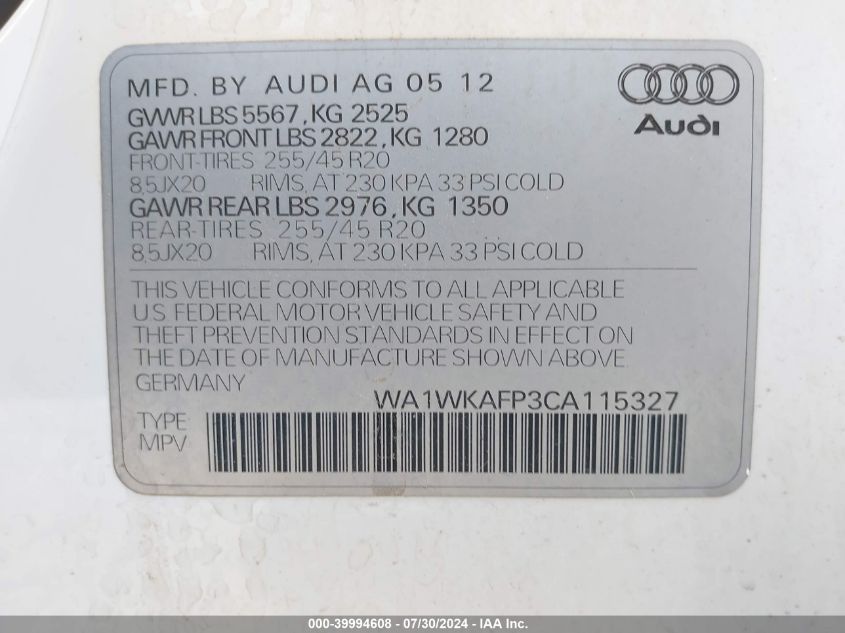 MFD. BY AUDI AG 05 12
GVWR LBS 5567, KG 2525
GAWR FRONT LBS 2822, KG 1280
FRONT-TIRES 255/45 R20
8,5JX20 RIMS, AT 230 KPA 33 PSI COLD
GAWR REAR LBS 2976, KG 1350
REAR-TIRES 255/45 R20
8,5JX20 RIMS, AT 230 KPA 33 PSI COLD
Audi
THIS VEHICLE CONFORMS TO ALL APPLICABLE
U.S. FEDERAL MOTOR VEHICLE SAFETY AND
THEFT PREVENTION STANDARDS IN EFFECT ON
THE DATE OF MANUFACTURE SHOWN ABOVE
GERMANY
WA1WKAFP3CA115327
TYPE
MPV
000-39994608 - 07/30/2024 - IAA Inc.